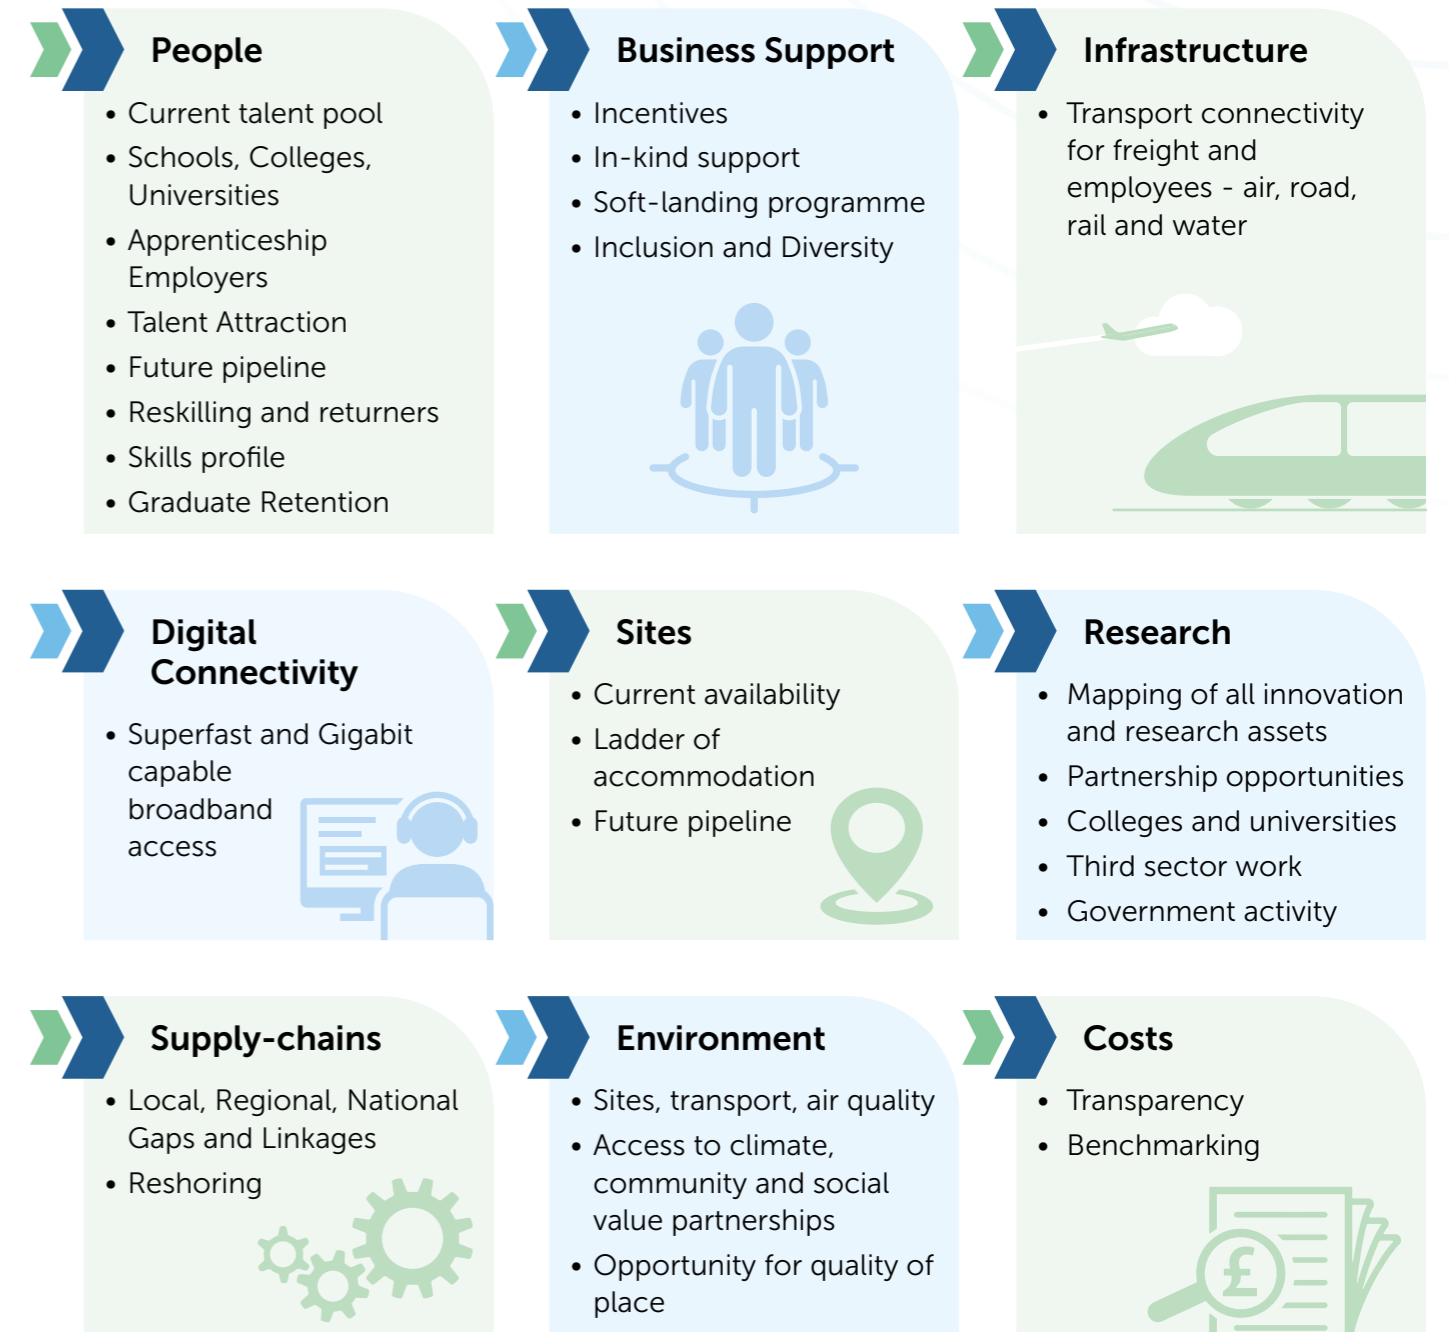 People
• Current talent pool
• Schools, Colleges,
Universities
• Apprenticeship
Employers
• Talent Attraction
• Future pipeline
• Reskilling and returners
• Skills profile
• Graduate Retention
Business Support
• Incentives
• In-kind support
• Soft-landing programme
• Inclusion and Diversity
Infrastructure
• Transport connectivity
for freight and
employees - air, road,
rail and water
Digital
Connectivity
• Superfast and Gigabit
capable
broadband
access
Sites
• Current availability
• Ladder of
accommodation
• Future pipeline
Research
• Mapping of all innovation
and research assets
• Partnership opportunities
• Colleges and universities
• Third sector work
• Government activity
Supply-chains
• Local, Regional, National
Gaps and Linkages
• Reshoring
Environment
• Sites, transport, air quality
• Access to climate,
community and social
value partnerships
• Opportunity for quality of
place
Costs
• Transparency
• Benchmarking
£